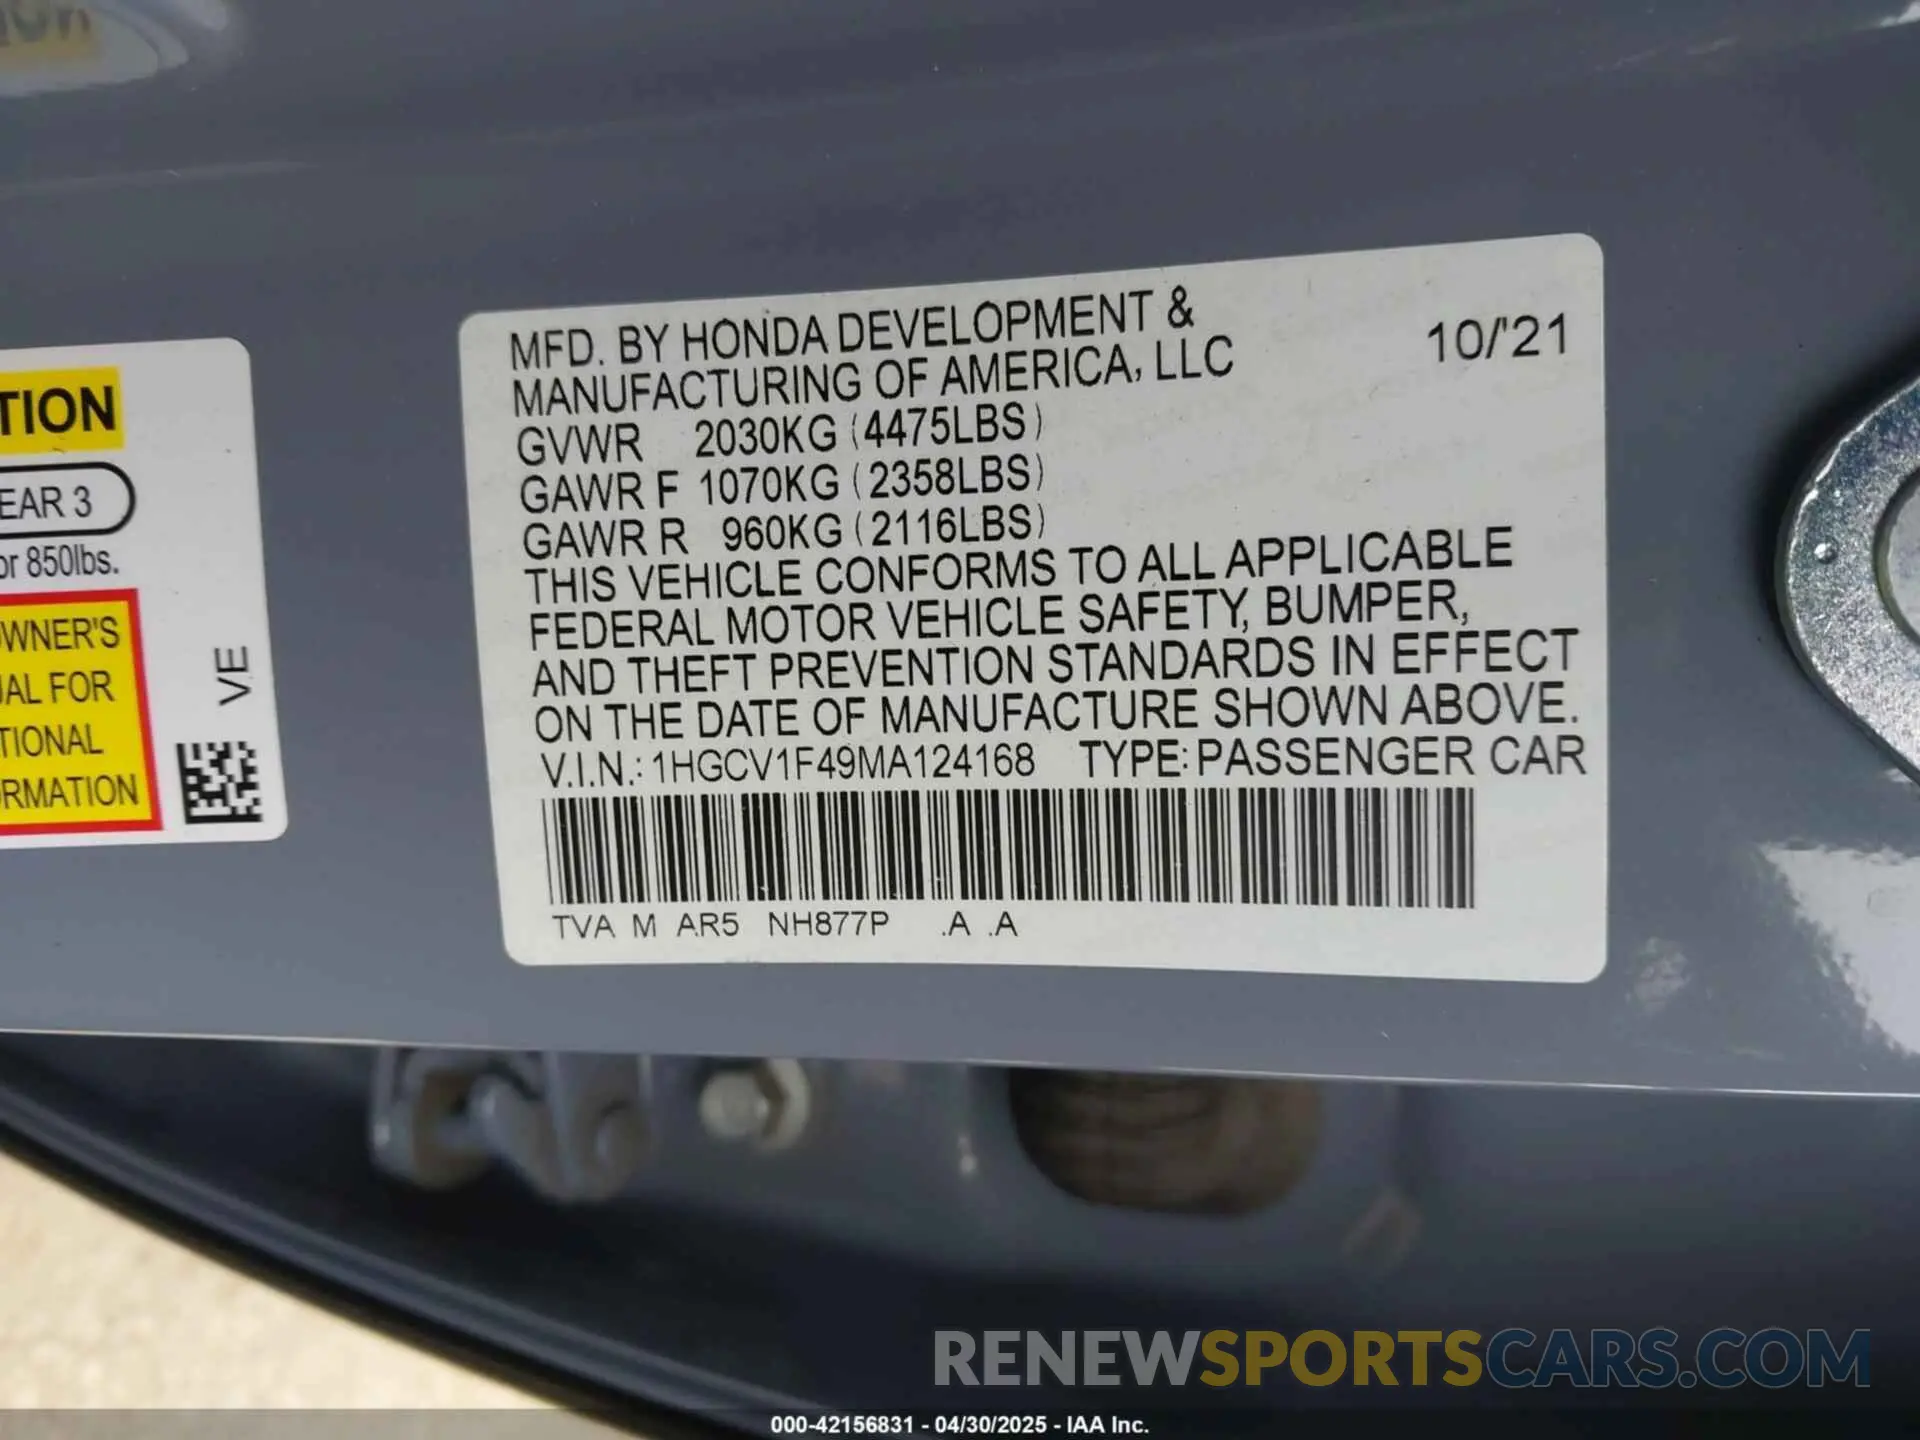 TION
EAR 3
or 850lbs.
OWNER'S
UAL FOR
TIONAL
ORMATION
VE
MFD. BY HONDA DEVELOPMENT &
MANUFACTURING OF AMERICA, LLC
10/'21
GVWR 2030KG (4475LBS)
GAWR F 1070KG (2358LBS)
GAWR R 960KG (2116LBS)
THIS VEHICLE CONFORMS TO ALL APPLICABLE
FEDERAL MOTOR VEHICLE SAFETY, BUMPER,
AND THEFT PREVENTION STANDARDS IN EFFECT
ON THE DATE OF MANUFACTURE SHOWN ABOVE.
V.I.N.: 1HGCV1F49MA124168 TYPE: PASSENGER CAR
TVA M AR5 NH877P .A .A
RENEWSPORTSCARS.COM
000-42156831 - 04/30/2025 - IAA Inc.